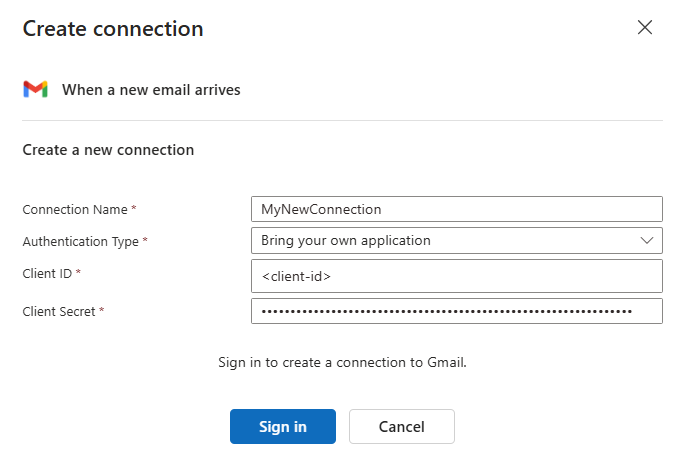 Create connection
When a new email arrives
Create a new connection
Connection Name * MyNewConnection
Authentication Type * Bring your own application
Client ID * <client-id>
Client Secret * ••••••••••••••••••••••••••••••••••••••••••••••••••••••••••••••••
Sign in to create a connection to Gmail.
Sign in Cancel